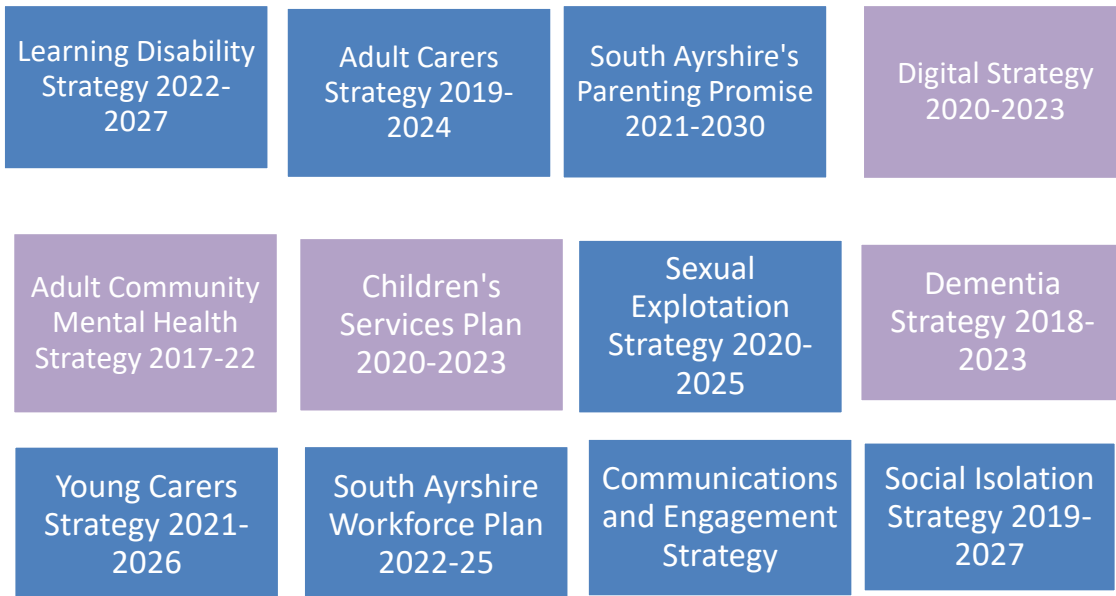 Learning Disability
Strategy 2022-
2027
Adult Carers
Strategy 2019-
2024
South Ayrshire's
Parenting Promise
2021-2030
Digital Strategy
2020-2023
Adult Community
Mental Health
Strategy 2017-22
Children's
Services Plan
2020-2023
Sexual
Explotation
Strategy 2020-
2025
Dementia
Strategy 2018-
2023
Young Carers
Strategy 2021-
2026
South Ayrshire
Workforce Plan
2022-25
Communications
and Engagement
Strategy
Social Isolation
Strategy 2019-
2027